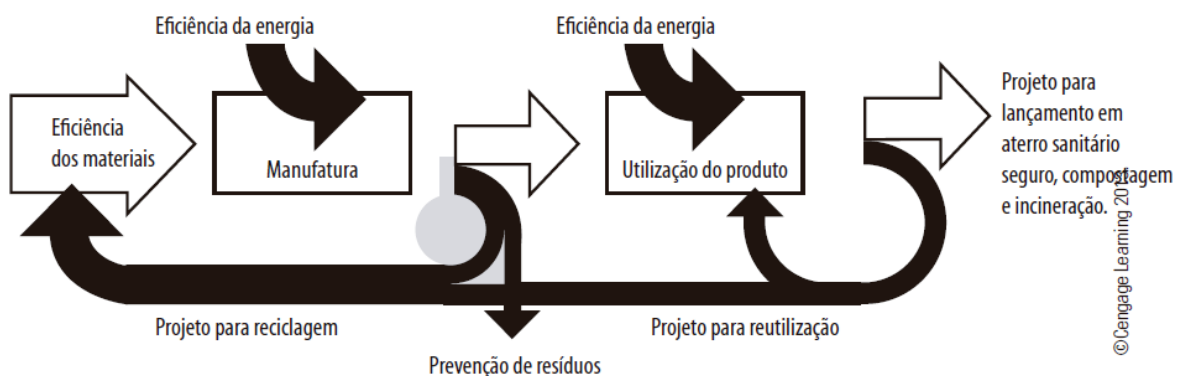 Eficiência da energia
Eficiência da energia
Eficiência
dos materiais
Manufatura
Utilização do produto
Projeto para
lançamento em
aterro sanitário
seguro, compostagem
e incineração.
Projeto para reciclagem
Projeto para reutilização
Prevenção de resíduos
©Cengage Learning